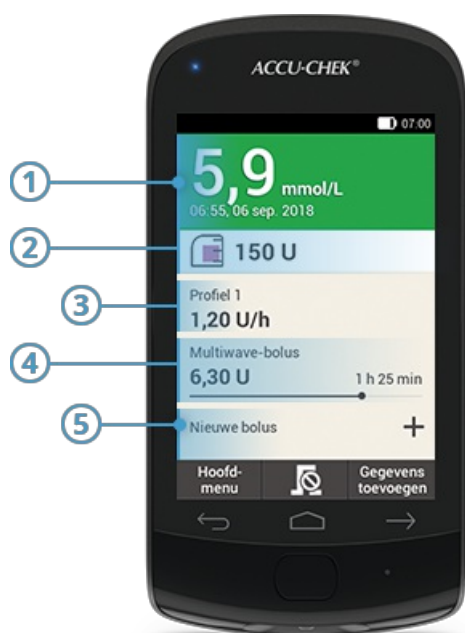 ACCU-CHEK®
07:00
1
5,9 mmol/L
06:55, 06 sep. 2018
2
150 U
3
Profiel 1
1,20 U/h
4
Multiwave-bolus
6,30 U 1 h 25 min
5
Nieuwe bolus +
Hoofd-
menu
Gegevens
toevoegen